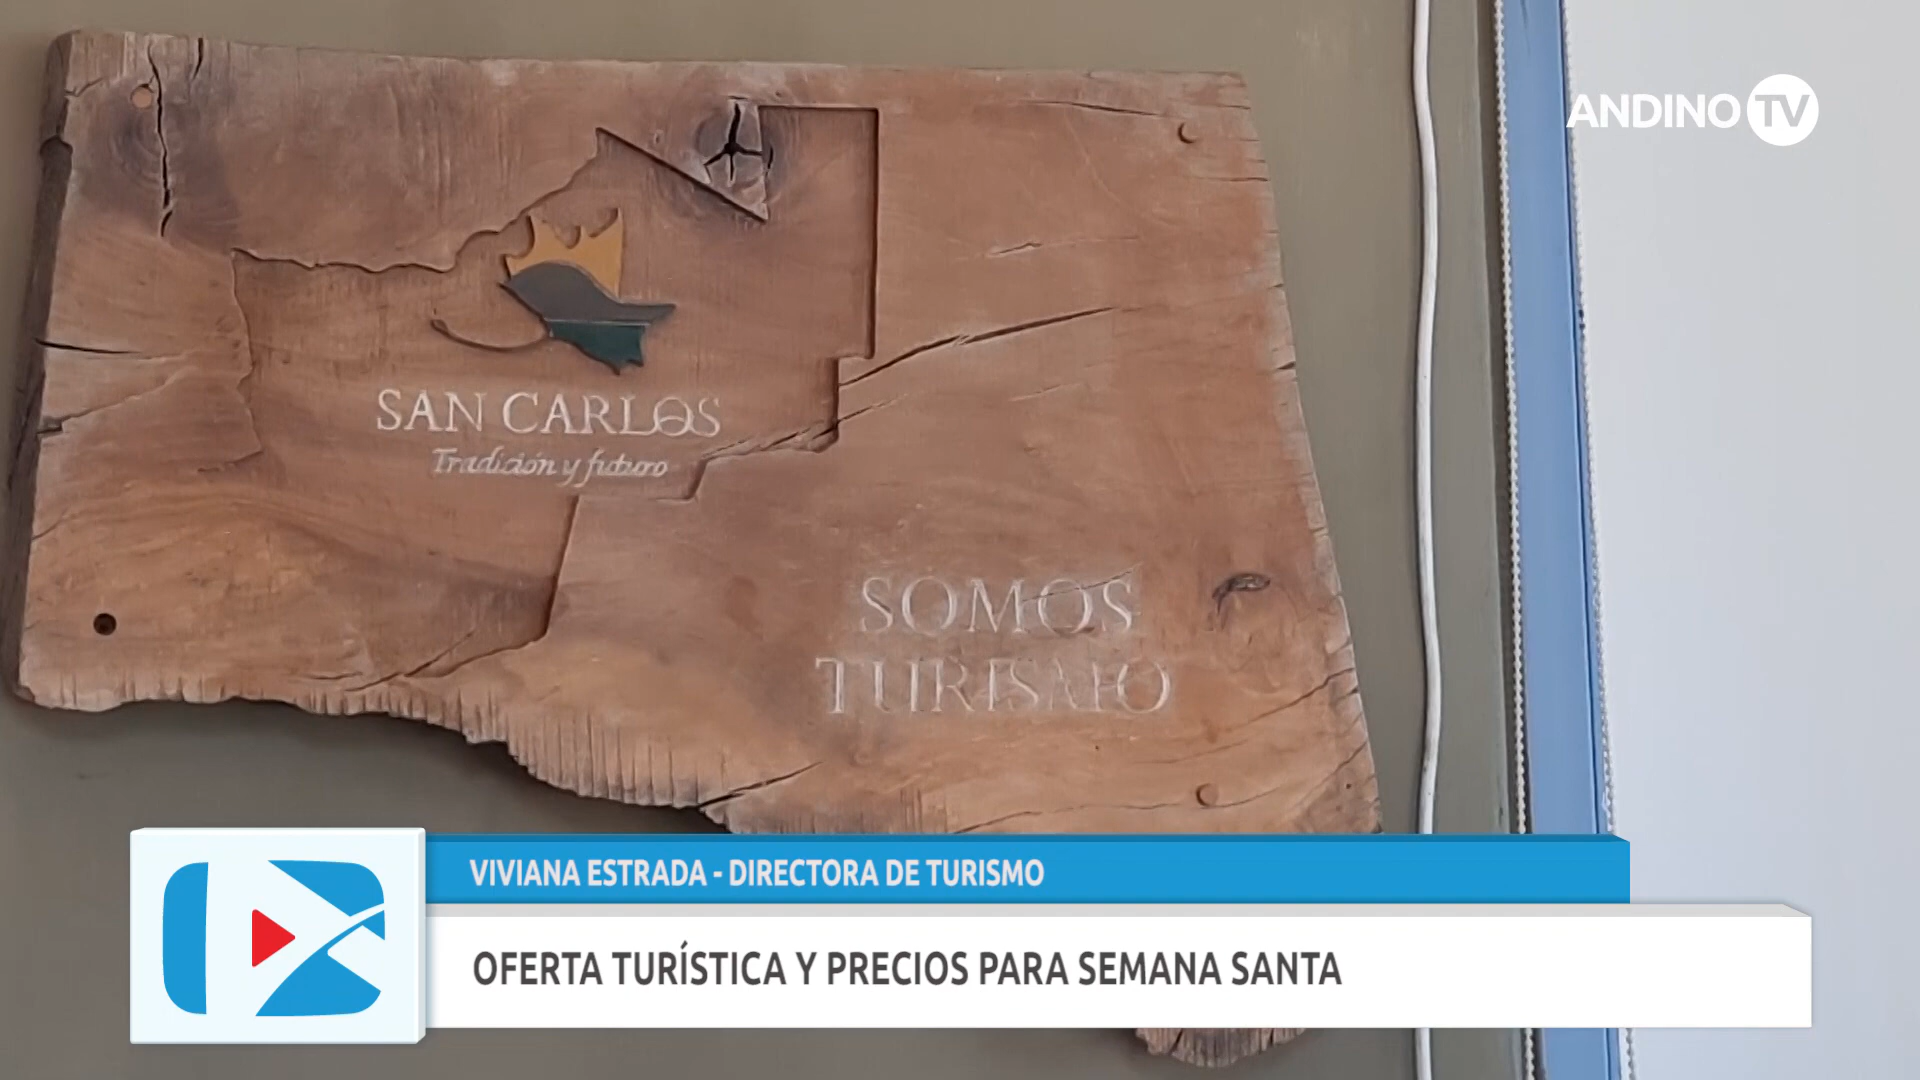 ANDINO TV
SAN CARLOS
Tradición y futuro
SOMOS
TURISMO
VIVIANA ESTRADA - DIRECTORA DE TURISMO
OFERTA TURÍSTICA Y PRECIOS PARA SEMANA SANTA